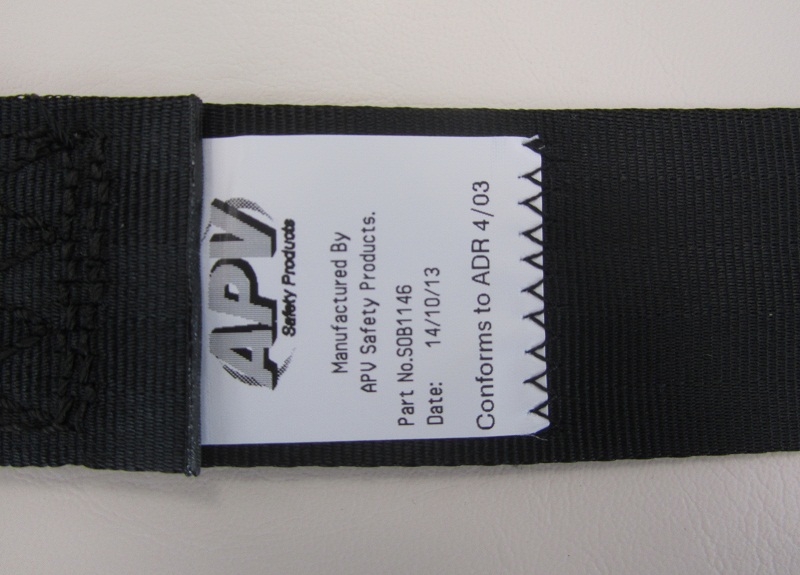 APV
Safety Products
Manufactured By
APV Safety Products.
Part No.SOB1146
Date: 14/10/13
Conforms to ADR 4/03